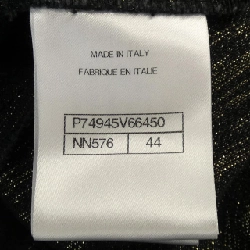 MADE IN ITALY
FABRIQUE EN ITALIE
P74945V66450
NN576 44